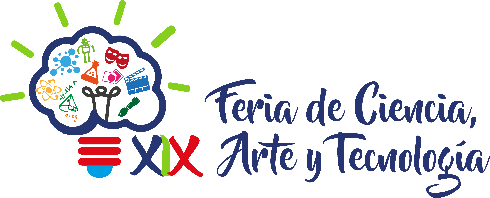 Feria de Ciencia,
XIX Arte y Tecnología